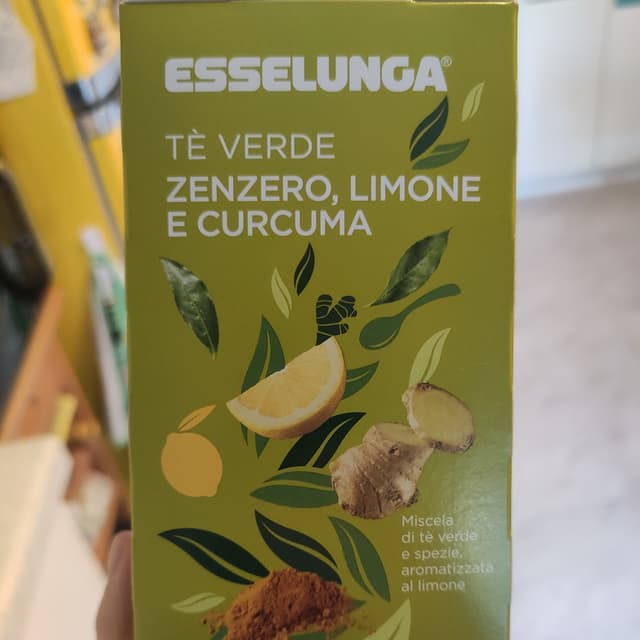 ESSELUNGA®
TÈ VERDE
ZENZERO, LIMONE
E CURCUMA
Miscela
di tè verde
e spezie,
aromatizzata
al limone